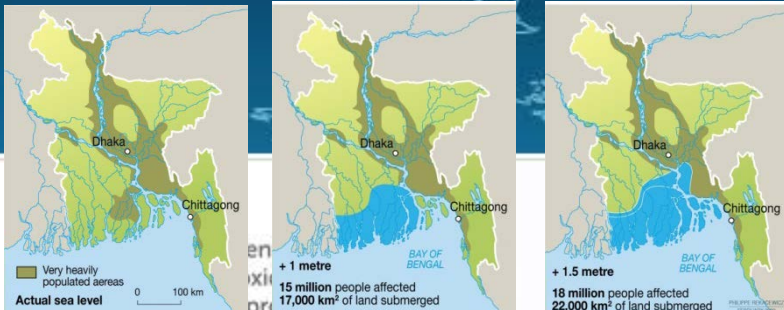 Dhaka
Chittagong
Very heavily
populated aereas
Actual sea level
0 100 km
Dhaka
Chittagong
BAY OF
BENGAL
+ 1 metre
15 million people affected
17,000 km² of land submerged
Dhaka
Chittagong
BAY OF
BENGAL
+ 1.5 metre
18 million people affected
22,000 km² of land submerged
PHILIPPE REKACEWICZ